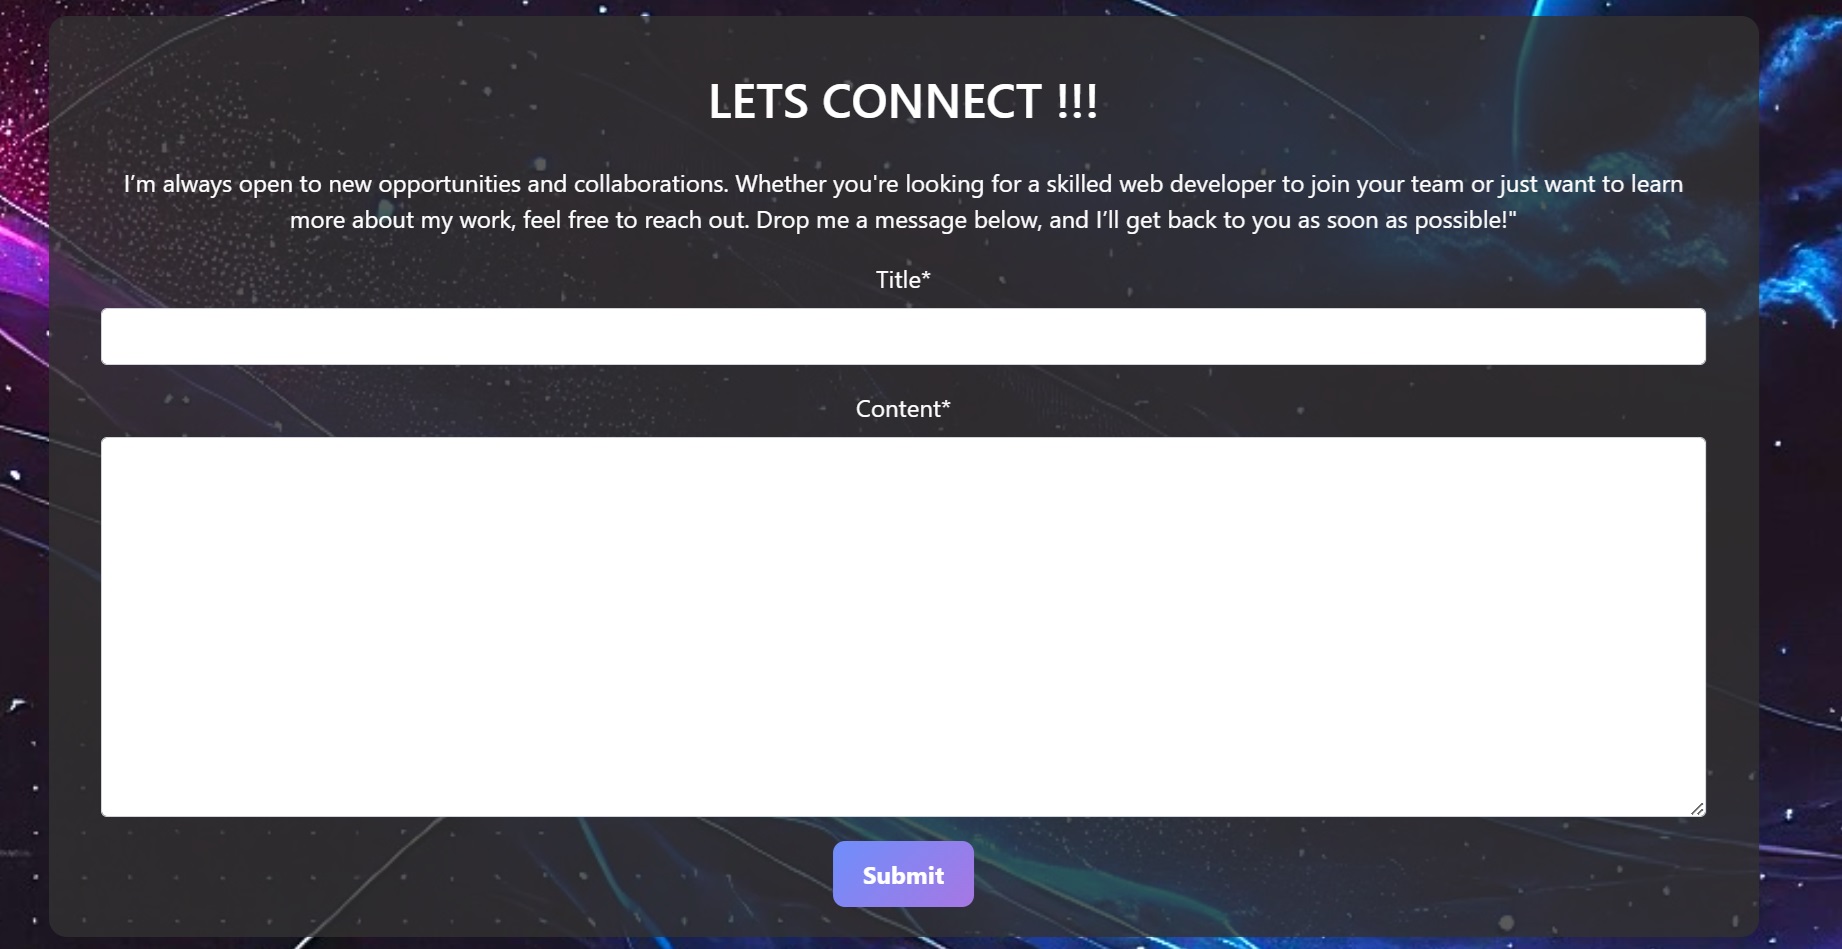 LETS CONNECT !!!
I’m always open to new opportunities and collaborations. Whether you're looking for a skilled web developer to join your team or just want to learn
more about my work, feel free to reach out. Drop me a message below, and I’ll get back to you as soon as possible!"
Title*
Content*
Submit